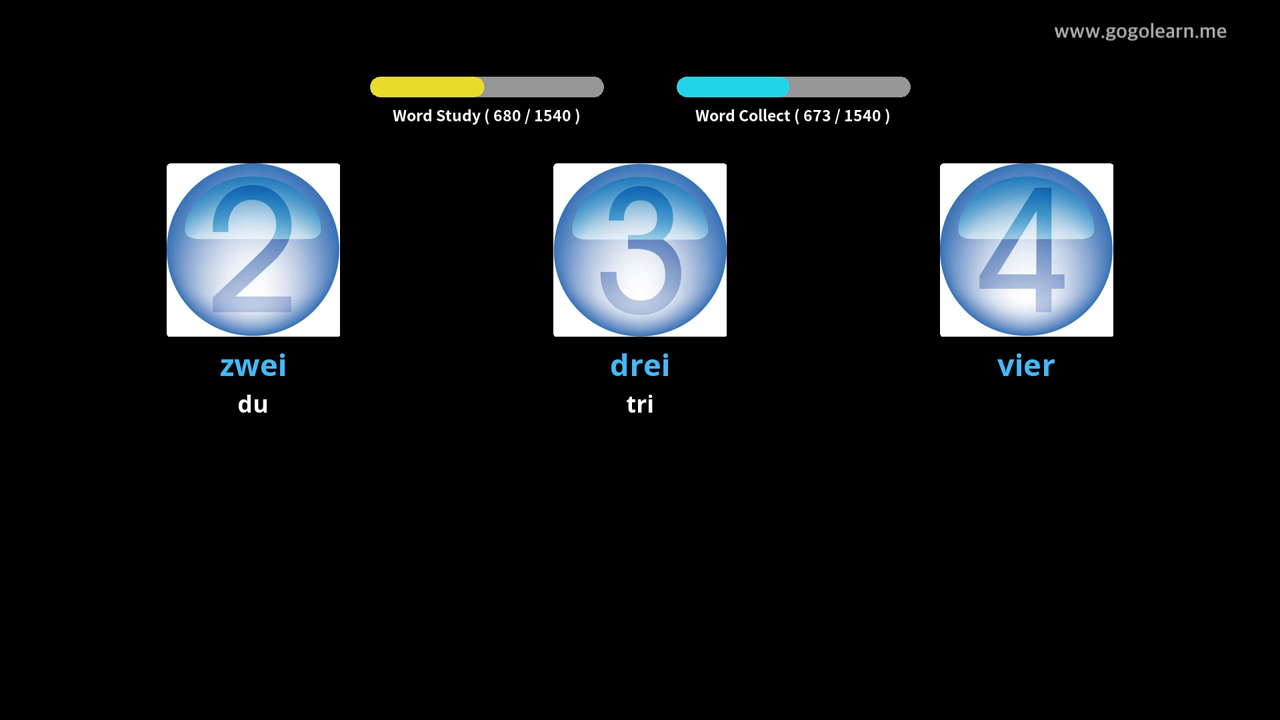 www.gogolearn.me
Word Study ( 680 / 1540 )
Word Collect ( 673 / 1540 )
2
3
4
zwei
drei
vier
du
tri